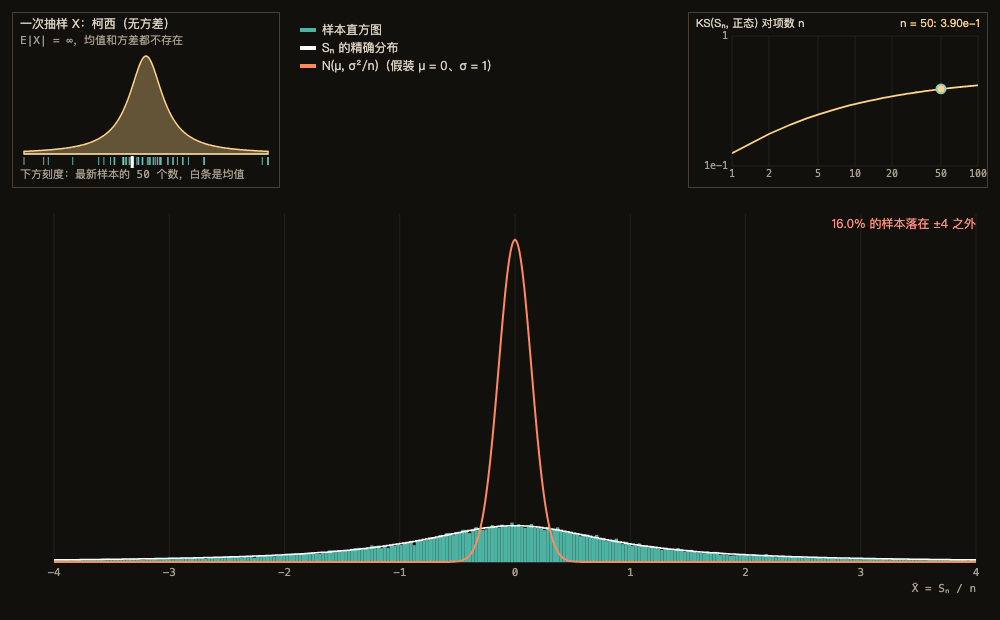 一次抽样 X：柯西（无方差）
E|X| = ∞，均值和方差都不存在
下方刻度：最新样本的 50 个数，白条是均值
样本直方图
Sₙ 的精确分布
N(μ, σ²/n)（假装 μ = 0、σ = 1）
KS(Sₙ, 正态) 对项数 n
n = 50: 3.90e−1
1
1e−1
1 2 5 10 20 50 100
16.0% 的样本落在 ±4 之外
−4 −3 −2 −1 0 1 2 3 4
X̄ = Sₙ / n